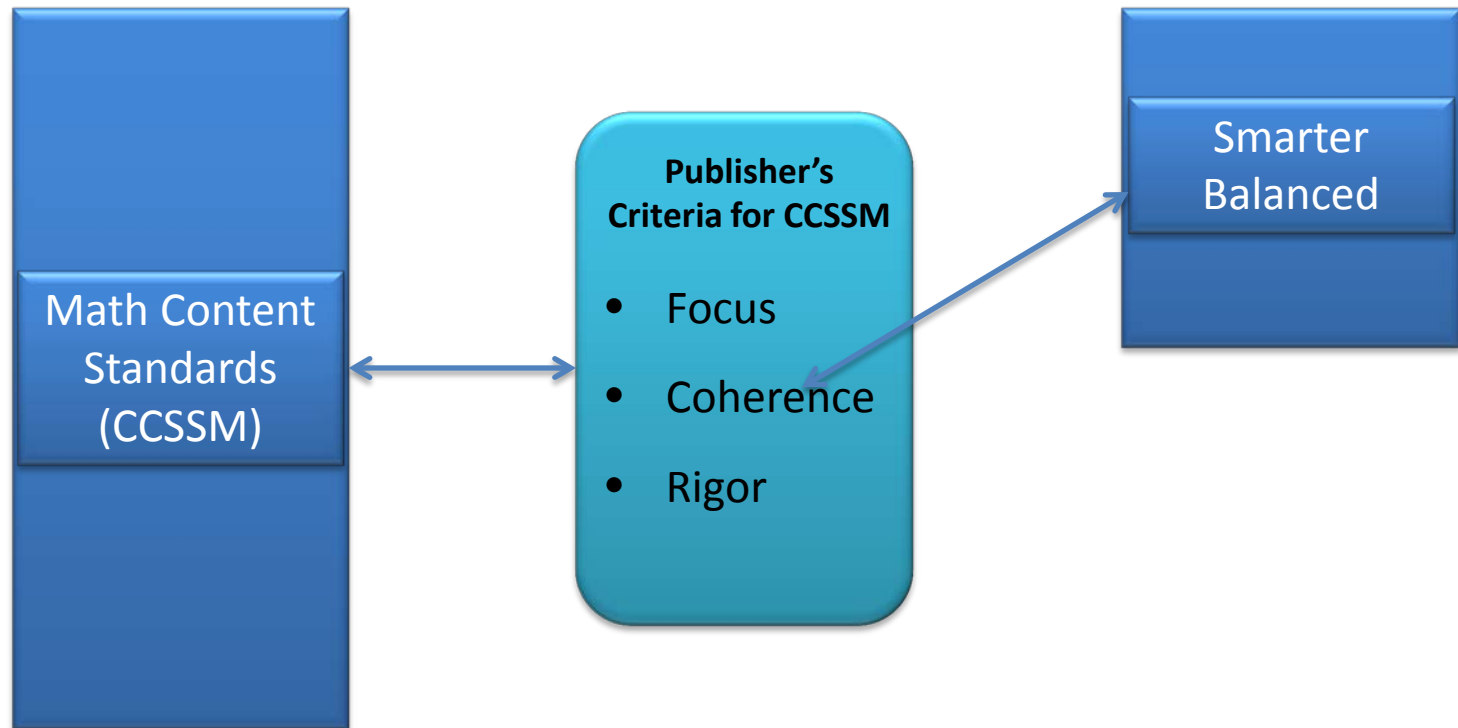 Math Content
Standards
(CCSSM)
Publisher’s
Criteria for CCSSM
• Focus
• Coherence
• Rigor
Smarter
Balanced